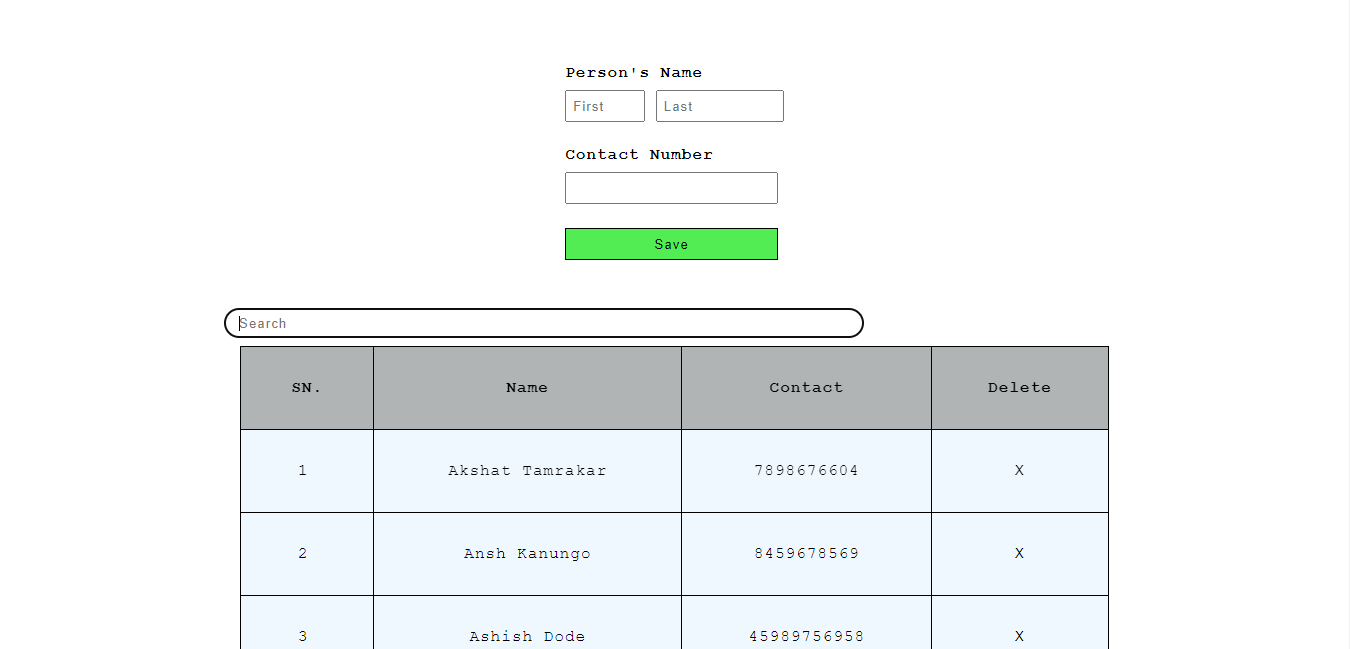 Person's Name
First Last
Contact Number
Save
Search
SN. Name Contact Delete
1 Akshat Tamrakar 7898676604 X
2 Ansh Kanungo 8459678569 X
3 Ashish Dode 45989756958 X